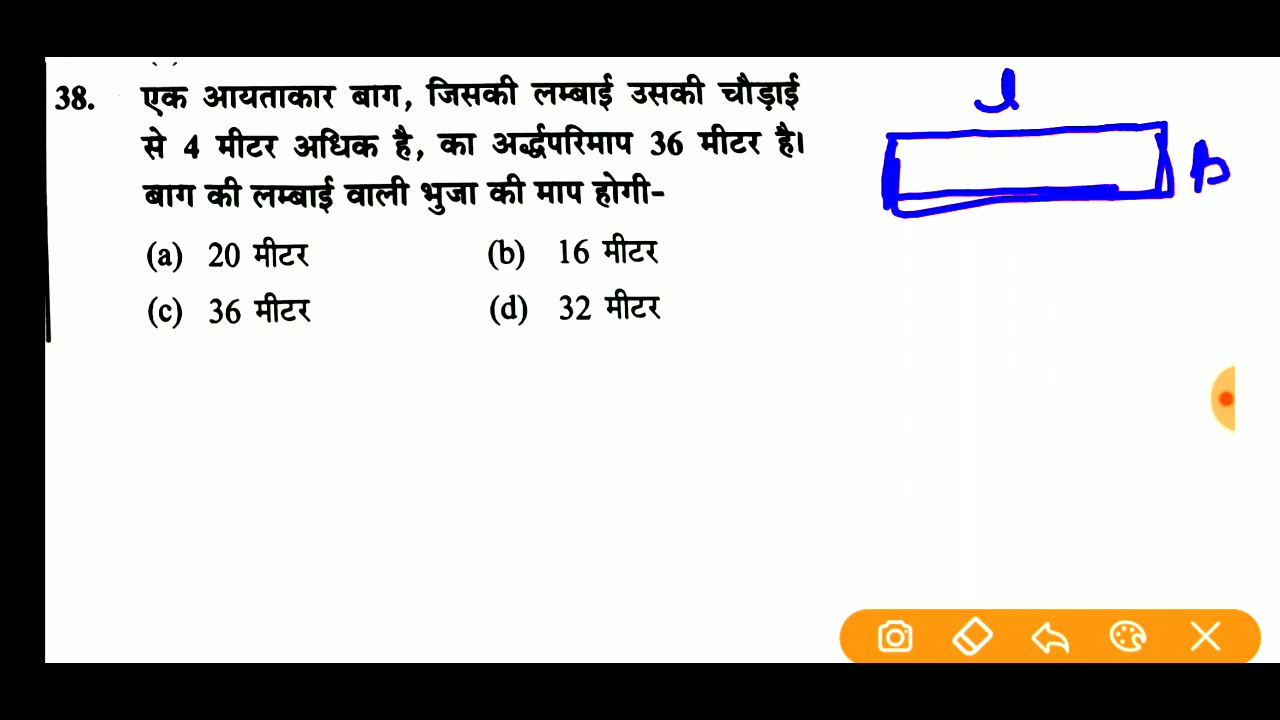 38. एक आयताकार बाग, जिसकी लम्बाई उसकी चौड़ाई
से 4 मीटर अधिक है, का अर्द्धपरिमाप 36 मीटर है।
बाग की लम्बाई वाली भुजा की माप होगी-
(a) 20 मीटर (b) 16 मीटर
(c) 36 मीटर (d) 32 मीटर
l
b